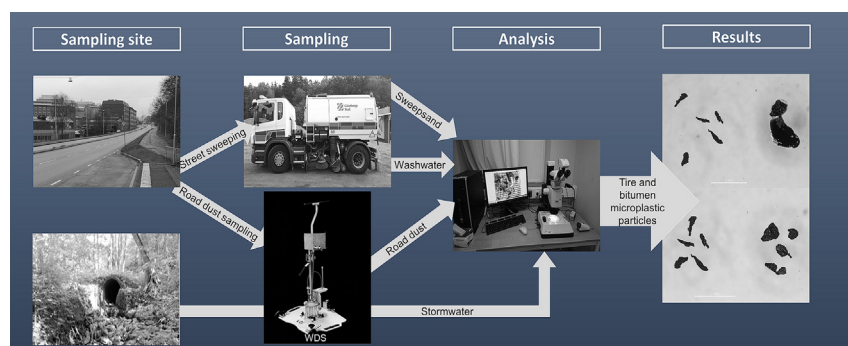 Sampling site
Sampling
Analysis
Results
Street sweeping
Road dust sampling
Sweepsand
Washwater
Road dust
WDS
Stormwater
Tire and
bitumen
microplastic
particles